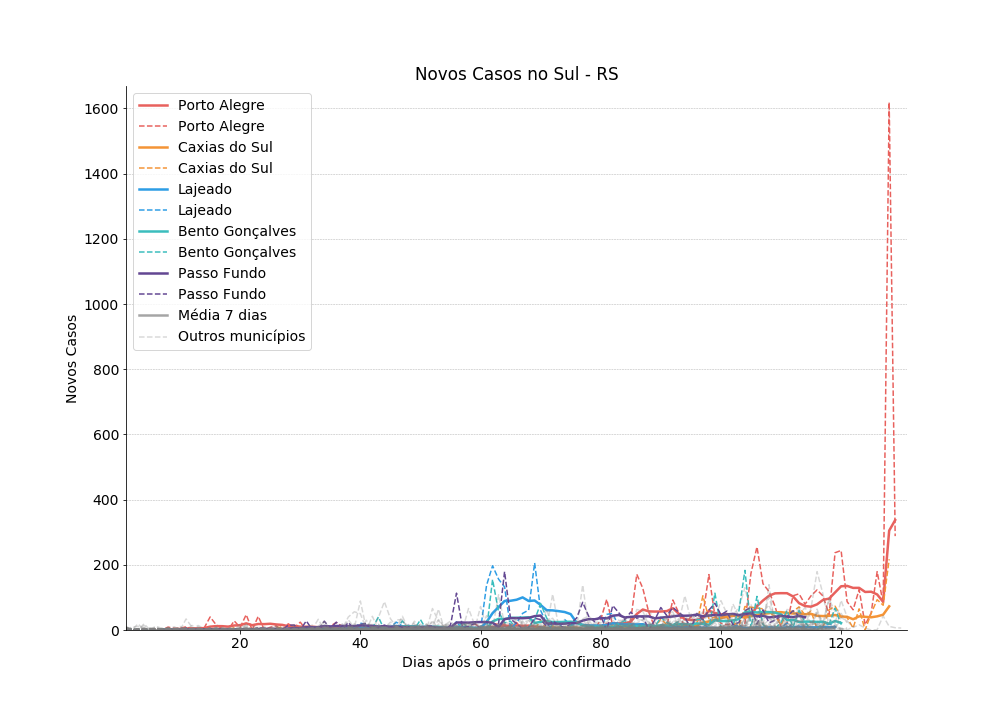 Novos Casos no Sul - RS
1600
1400
1200
1000
800
600
400
200
0
Novos Casos
Porto Alegre
Porto Alegre
Caxias do Sul
Caxias do Sul
Lajeado
Lajeado
Bento Gonçalves
Bento Gonçalves
Passo Fundo
Passo Fundo
Média 7 dias
Outros municípios
20 40 60 80 100 120
Dias após o primeiro confirmado